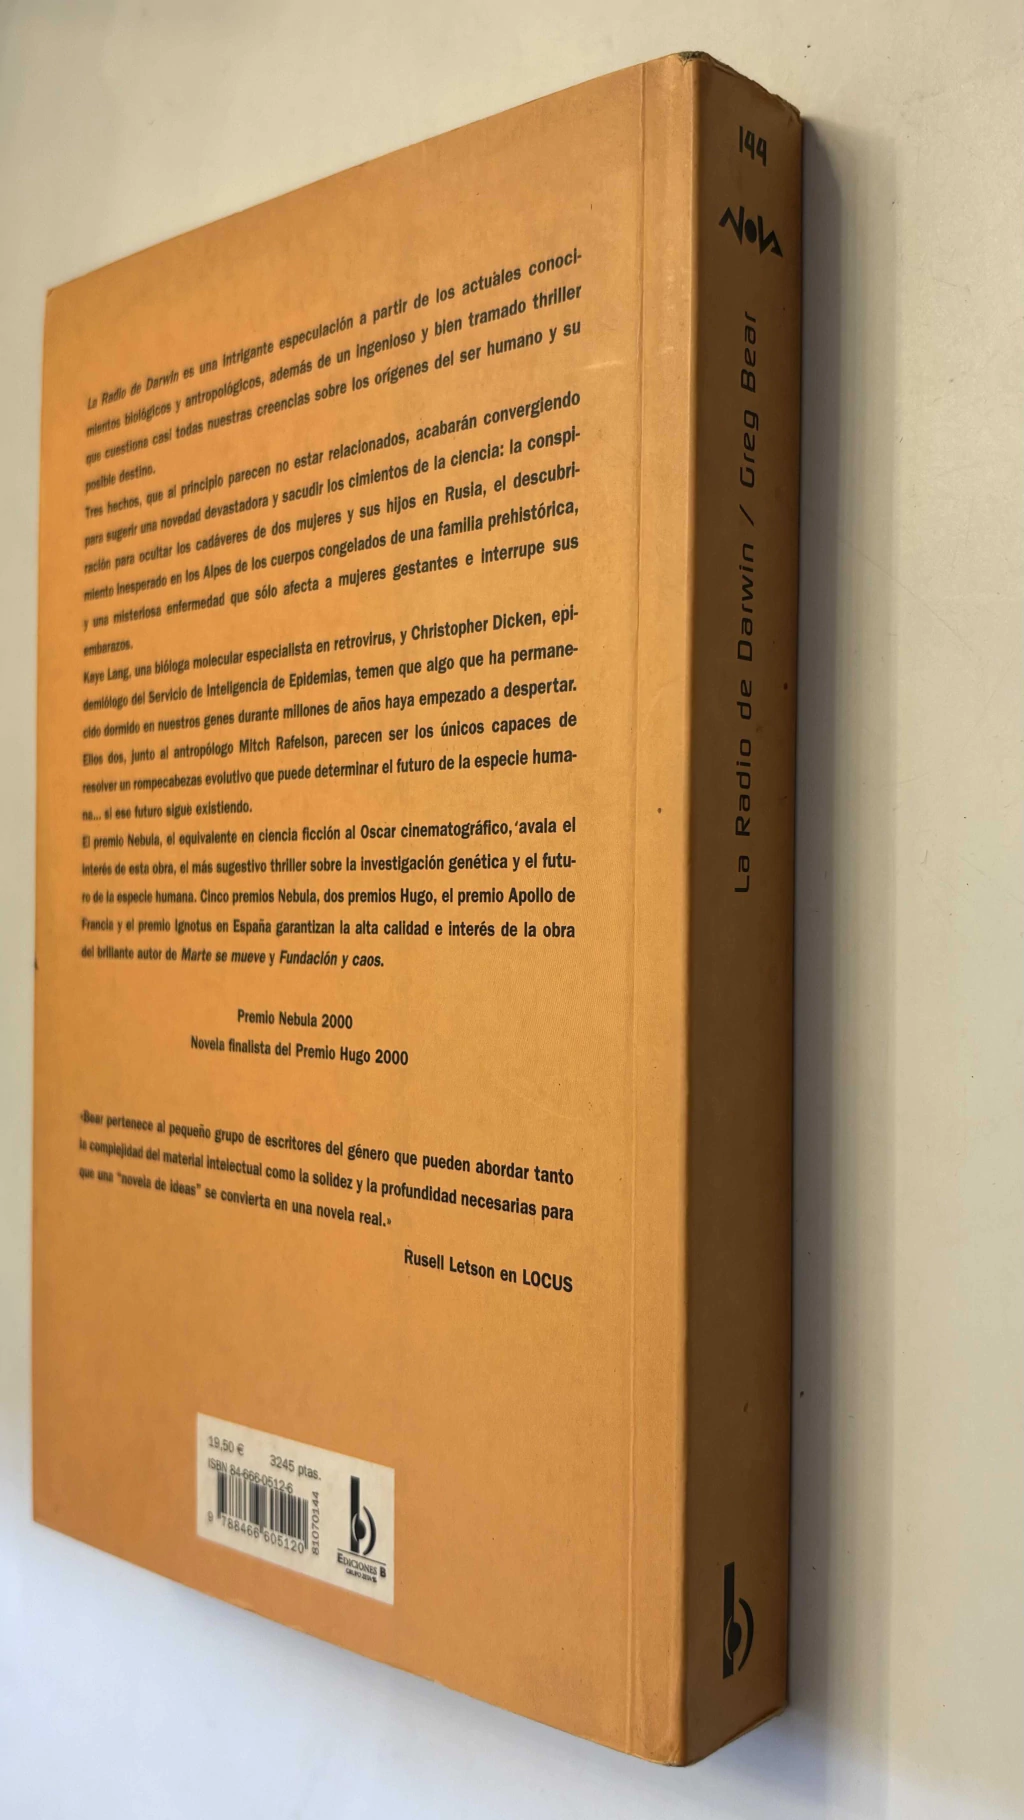 La Radio de Darwin es una intrigante especulación a partir de los actuales conoci-
mientos biológicos y antropológicos, además de un ingenioso y bien tramado thriller
que cuestiona casi todas nuestras creencias sobre los orígenes del ser humano y su
posible destino.
Tres hechos, que al principio parecen no estar relacionados, acabarán convergiendo
para sugerir una novedad devastadora y sacudir los cimientos de la ciencia: la conspi-
ración para ocultar los cadáveres de dos mujeres y sus hijos en Rusia, el descubri-
miento inesperado en los Alpes de los cuerpos congelados de una familia prehistórica,
y una misteriosa enfermedad que sólo afecta a mujeres gestantes e interrupe sus
embarazos.
Kaye Lang, una bióloga molecular especialista en retrovirus, y Christopher Dicken, epi-
demiólogo del Servicio de Inteligencia de Epidemias, temen que algo que ha permane-
cido dormido en nuestros genes durante millones de años haya empezado a despertar.
Ellos dos, junto al antropólogo Mitch Rafelson, parecen ser los únicos capaces de
resolver un rompecabezas evolutivo que puede determinar el futuro de la especie huma-
na... si ese futuro sigue existiendo.
El premio Nebula, el equivalente en ciencia ficción al Oscar cinematográfico, avala el
interés de esta obra, el más sugestivo thriller sobre la investigación genética y el futu-
ro de la especie humana. Cinco premios Nebula, dos premios Hugo, el premio Apollo de
Francia y el premio Ignotus en España garantizan la alta calidad e interés de la obra
del brillante autor de Marte se mueve y Fundación y caos.
Premio Nebula 2000
Novela finalista del Premio Hugo 2000
«Bear pertenece al pequeño grupo de escritores del género que pueden abordar tanto
la complejidad del material intelectual como la solidez y la profundidad necesarias para
que una "novela de ideas" se convierta en una novela real.»
Rusell Letson en LOCUS
19,50 € 3245 ptas.
ISBN 84-666-0512-6
9 788466 605120
81070144
EDICIONES B
GRUPO ZETA
144
NOVA
La Radio de Darwin / Greg Bear
b